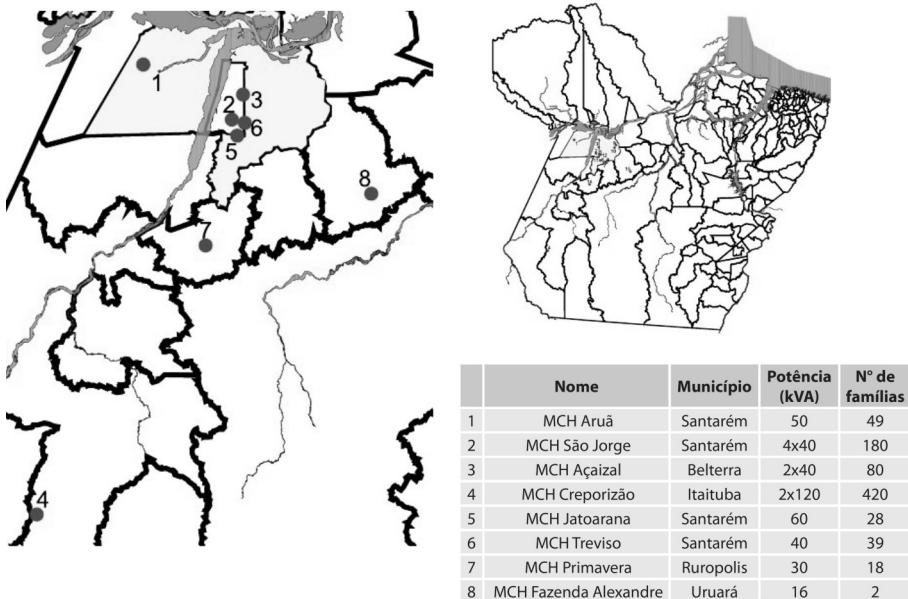 1
2
3
6
5
8
7
4
Nome Município Potência (kVA) N° de famílias
1 MCH Aruã Santarém 50 49
2 MCH São Jorge Santarém 4x40 180
3 MCH Açaizal Belterra 2x40 80
4 MCH Creporizão Itaituba 2x120 420
5 MCH Jatoarana Santarém 60 28
6 MCH Treviso Santarém 40 39
7 MCH Primavera Ruropolis 30 18
8 MCH Fazenda Alexandre Uruará 16 2